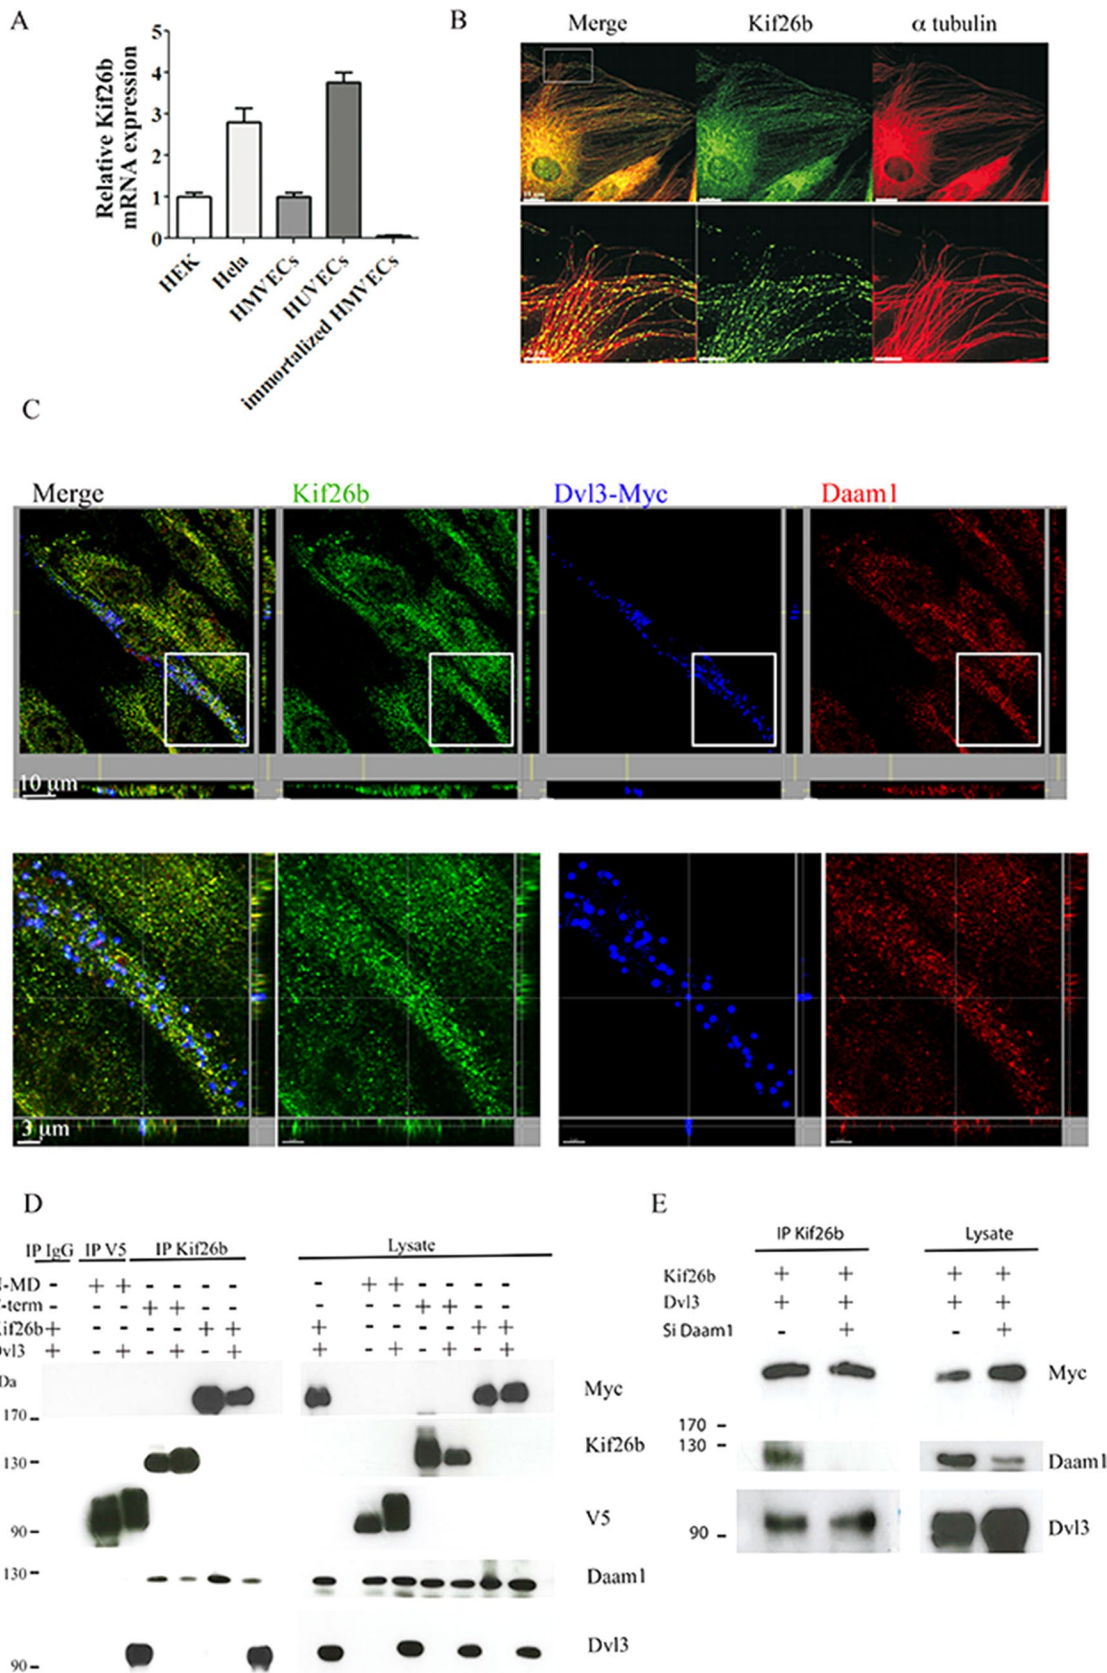 A
Relative Kif26b
mRNA expression
5
4
3
2
1
0
HEK
Hela
HMVECs
HUVECs
immortalized HMVECs
B
Merge Kif26b α tubulin
C
Merge Kif26b Dvl3-Myc Daam1
10 µm
3 µm
D
IP IgG IP V5 IP Kif26b Lysate
-MD - + + - - - - - + + - - - -
-term - - - + + - - - - - + + - -
if26b + - - - - + + + - - - - + +
vl3 + - + - + - + + - + - + - +
Da
170 Myc
130 Kif26b
90 V5
130 Daam1
90 Dvl3
E
IP Kif26b Lysate
Kif26b + + + +
Dvl3 + + + +
Si Daam1 - + - +
Myc
170
130 Daam1
90 Dvl3